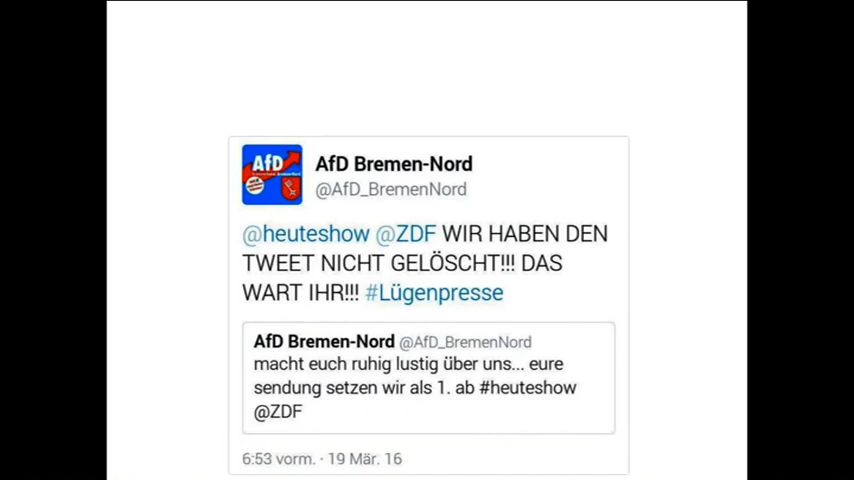 AfD
AfD Bremen-Nord
@AfD_BremenNord
@heuteshow @ZDF WIR HABEN DEN
TWEET NICHT GELÖSCHT!!! DAS
WART IHR!!! #Lügenpresse
AfD Bremen-Nord @AfD_BremenNord
macht euch ruhig lustig über uns... eure
sendung setzen wir als 1. ab #heuteshow
@ZDF
6:53 vorm. · 19 Mär. 16